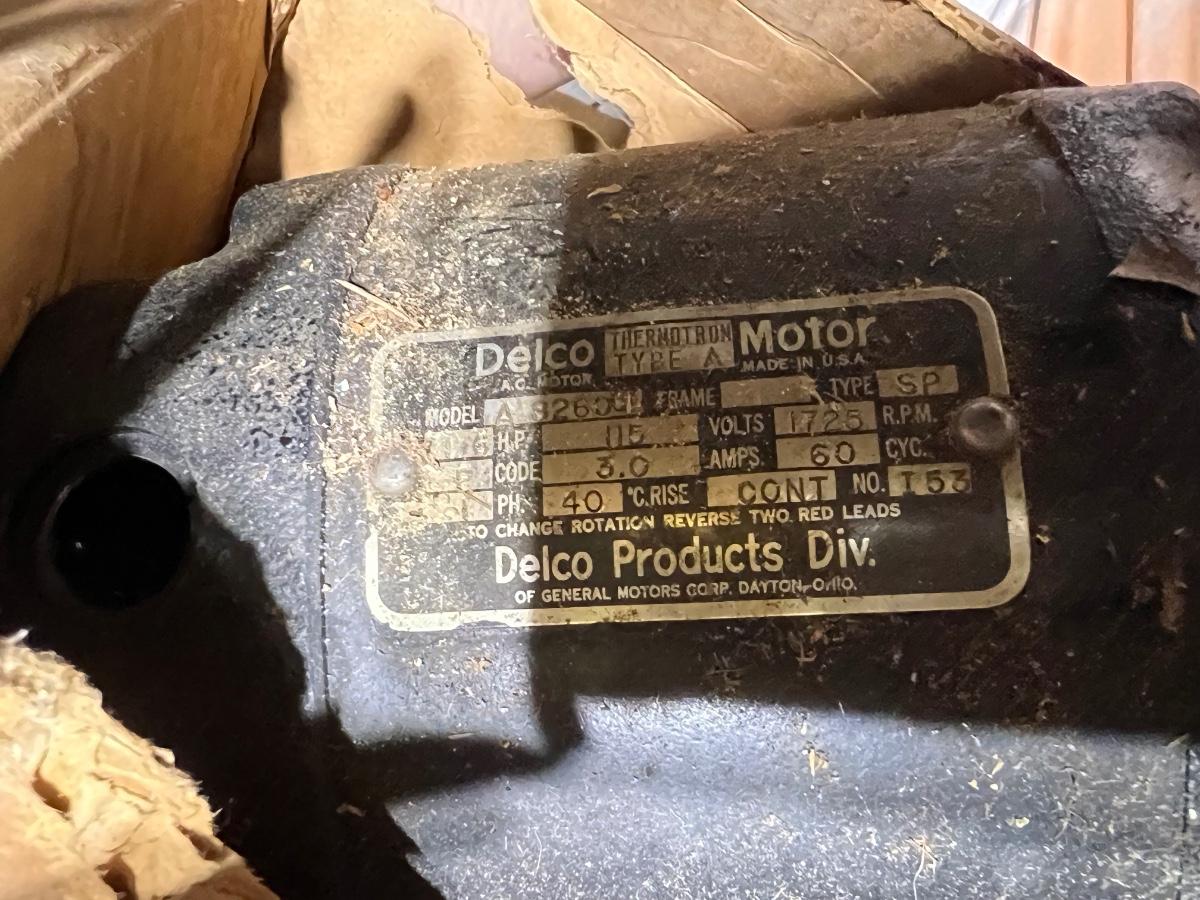 Delco THERMOTRON TYPE A Motor
A.C. MOTOR MADE IN U.S.A.
MODEL FRAME TYPE SP
H.P. 115 VOLTS 1725 R.P.M.
CODE 3.0 AMPS. 60 CYC.
PH. 40 °C.RISE CONT NO. I53
TO CHANGE ROTATION REVERSE TWO RED LEADS
Delco Products Div.
OF GENERAL MOTORS CORP. DAYTON, OHIO.